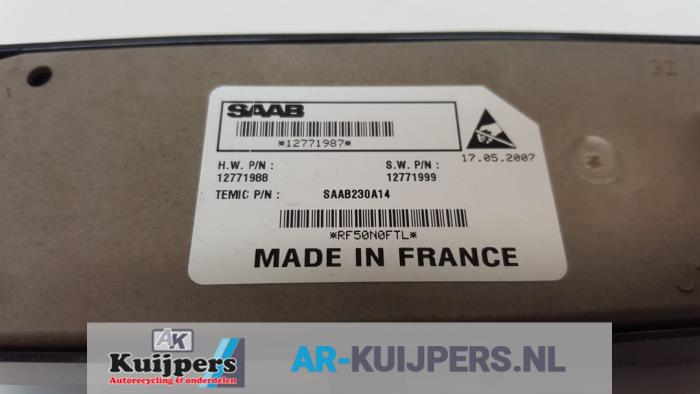 SAAB
*12771987*
17.05.2007
H.W. P/N :
12771988
S.W. P/N :
12771999
TEMIC P/N : SAAB230A14
*RF50N0FTL*
MADE IN FRANCE
AK
Kuijpers
Autorecycling & onderdelen
AR-KUIJPERS.NL